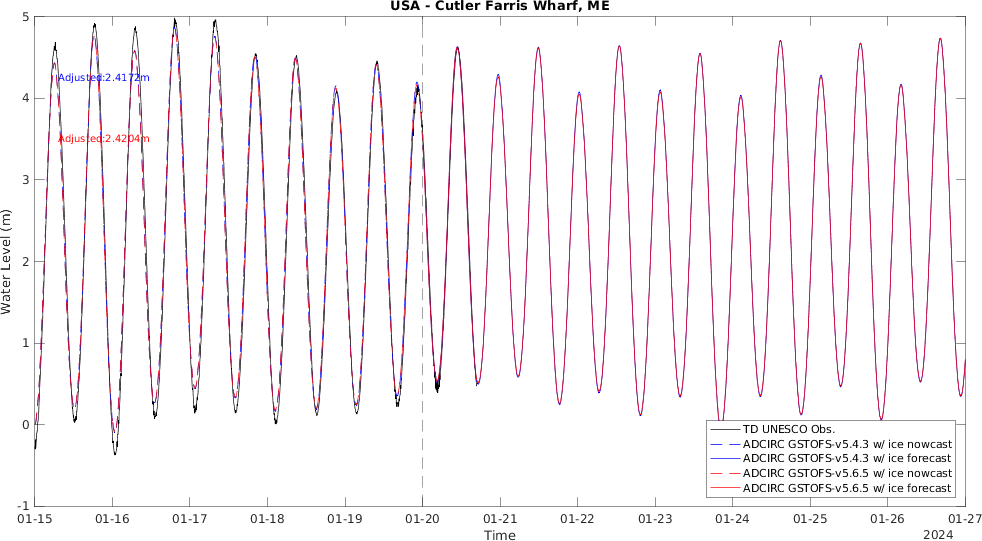 USA - Cutler Farris Wharf, ME
5
4
3
2
1
0
-1
Water Level (m)
Adjusted:2.4172m
Adjusted:2.4204m
TD UNESCO Obs.
ADCIRC GSTOFS-v5.4.3 w/ ice nowcast
ADCIRC GSTOFS-v5.4.3 w/ ice forecast
ADCIRC GSTOFS-v5.6.5 w/ ice nowcast
ADCIRC GSTOFS-v5.6.5 w/ ice forecast
01-15 01-16 01-17 01-18 01-19 01-20 01-21 01-22 01-23 01-24 01-25 01-26 01-27
Time
2024